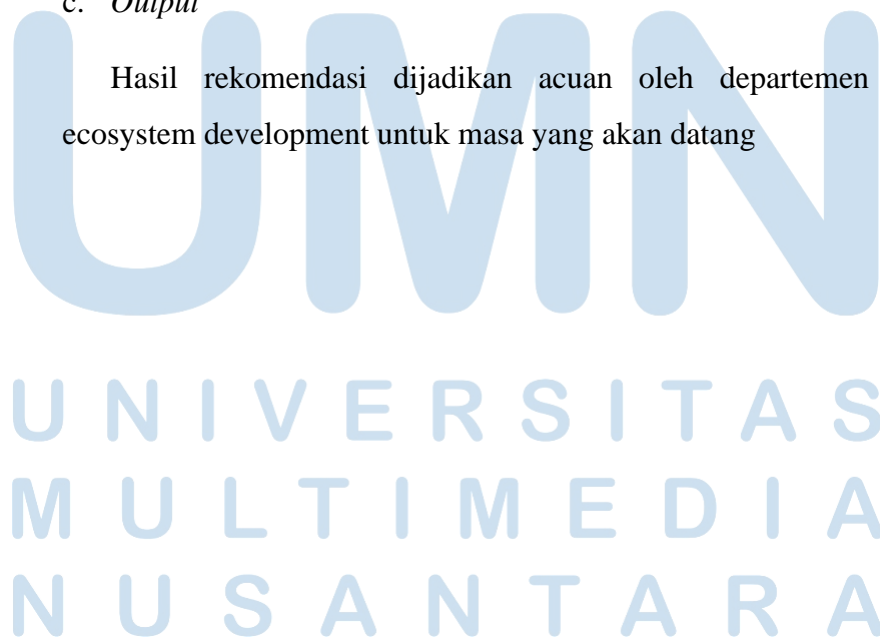 c. Output
Hasil rekomendasi dijadikan acuan oleh departemen
ecosystem development untuk masa yang akan datang
UMN
UNIVERSITAS
MULTIMEDIA
NUSANTARA